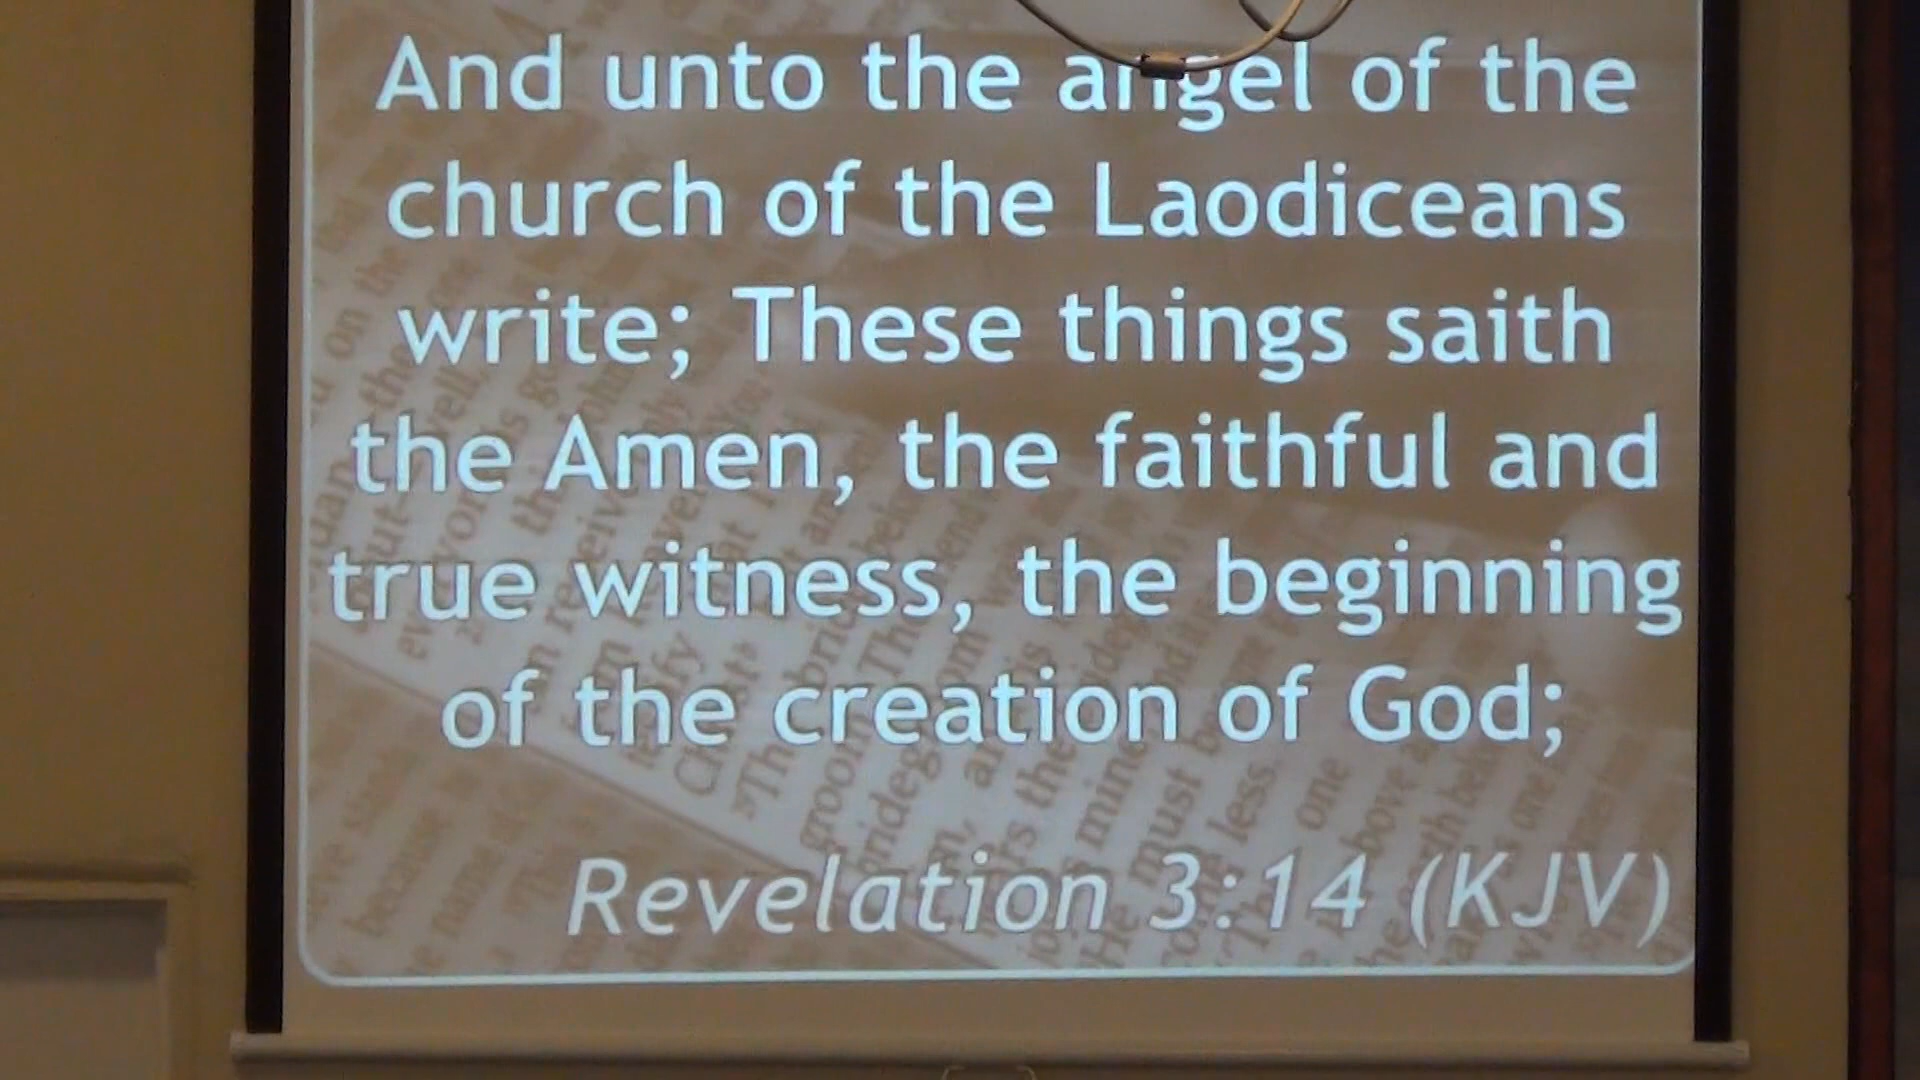 And unto the angel of the
church of the Laodiceans
write; These things saith
the Amen, the faithful and
true witness, the beginning
of the creation of God;
Revelation 3:14 (KJV)